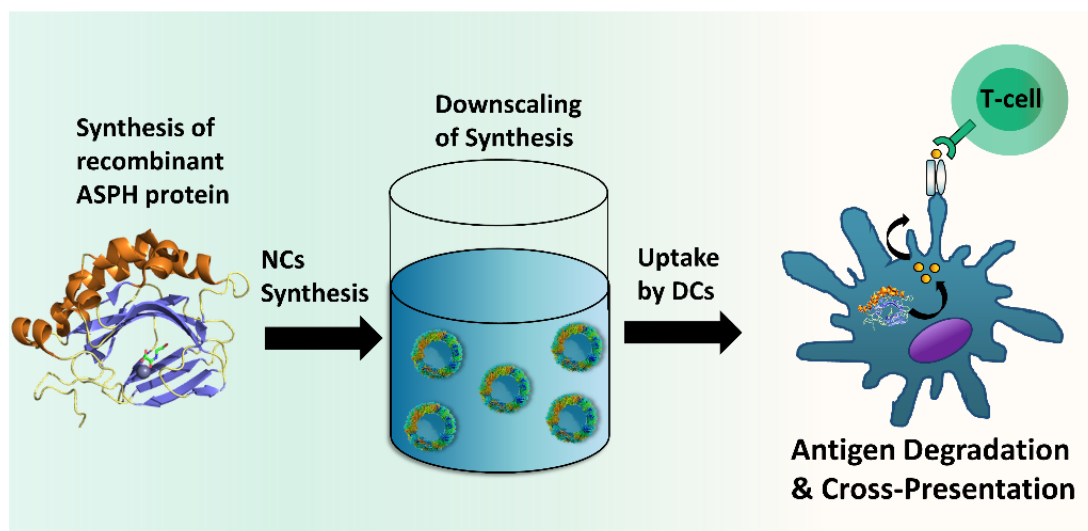 Synthesis of
recombinant
ASPH protein
NCs
Synthesis
Downscaling
of Synthesis
Uptake
by DCs
T-cell
Antigen Degradation
& Cross-Presentation